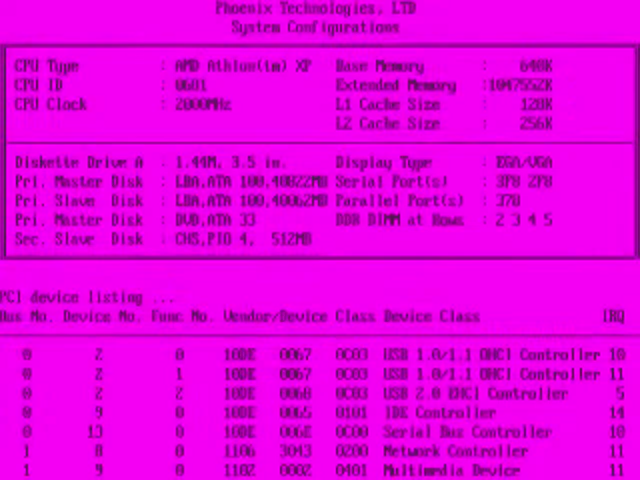 Phoenix Technologies, LTD
System Configurations
CPU Type : AMD Athlon(tm) XP Base Memory : 640K
CPU ID : 0681 Extended Memory :1047552K
CPU Clock : 2000MHz L1 Cache Size : 128K
L2 Cache Size : 256K
Diskette Drive A : 1.44M, 3.5 in. Display Type : EGA/VGA
Pri. Master Disk : LBA,ATA 100,40822MB Serial Port(s) : 3F8 2F8
Pri. Slave Disk : LBA,ATA 100,40062MB Parallel Port(s) : 378
Pri. Master Disk : DVD,ATA 33 DDR DIMM at Rows : 2 3 4 5
Sec. Slave Disk : CHS,PIO 4, 512MB
PCI device listing ...
Bus No. Device No. Func No. Vendor/Device Class Device Class IRQ
0 2 0 10DE 0067 0C03 USB 1.0/1.1 OHCI Controller 10
0 2 1 10DE 0067 0C03 USB 1.0/1.1 OHCI Controller 11
0 2 2 10DE 0068 0C03 USB 2.0 EHCI Controller 5
0 9 0 10DE 0065 0101 IDE Controller 14
0 13 0 10DE 006E 0C00 Serial Bus Controller 10
1 8 0 1106 3043 0200 Network Controller 11
1 9 0 1102 0002 0401 Multimedia Device 11